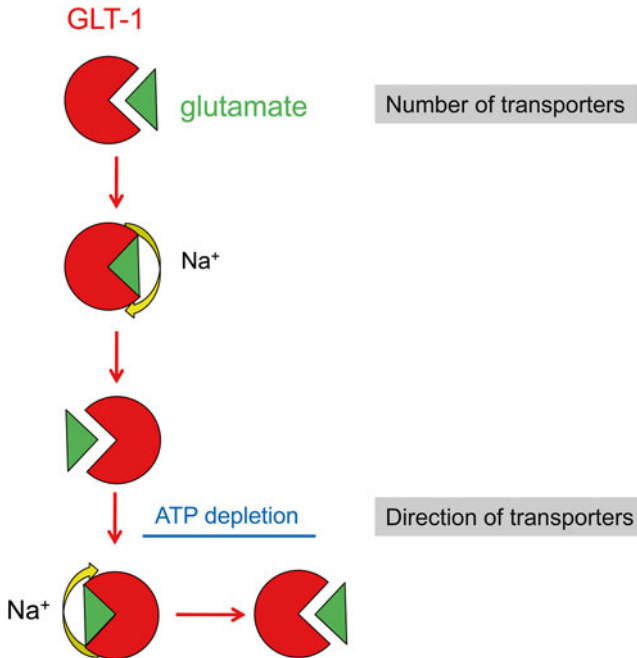 GLT-1
glutamate
Number of transporters
Na⁺
ATP depletion
Direction of transporters
Na⁺